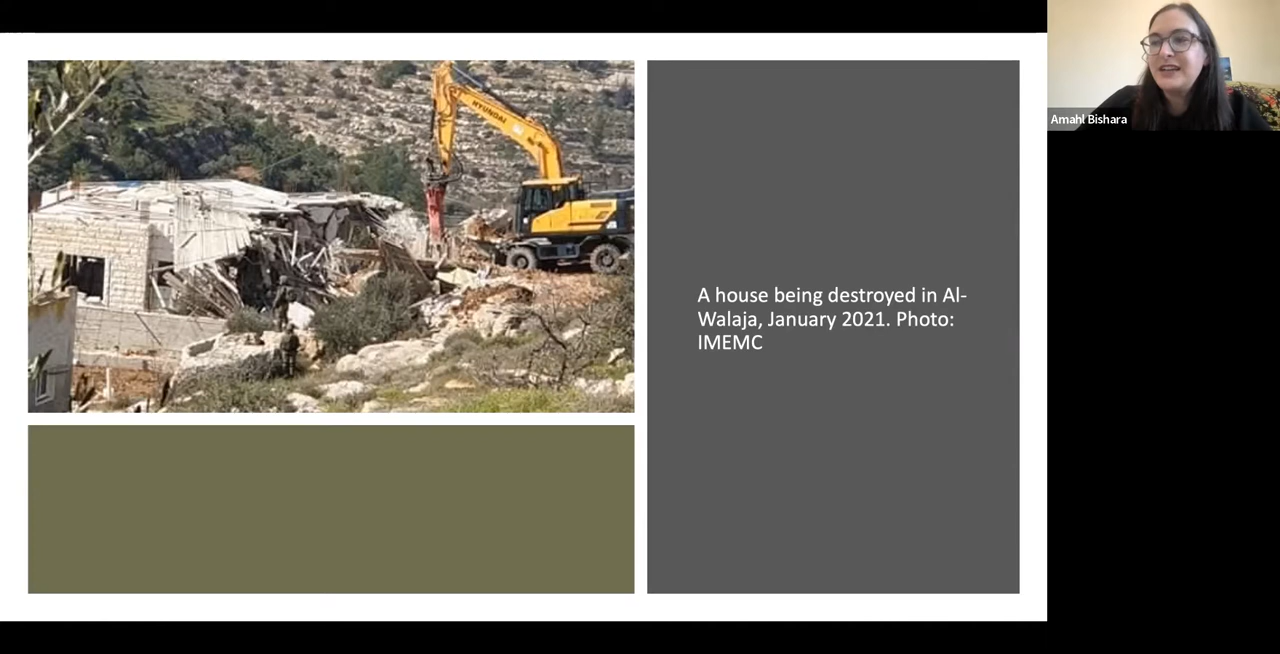 Amahl Bishara
HYUNDAI
A house being destroyed in Al-
Walaja, January 2021. Photo:
IMEMC